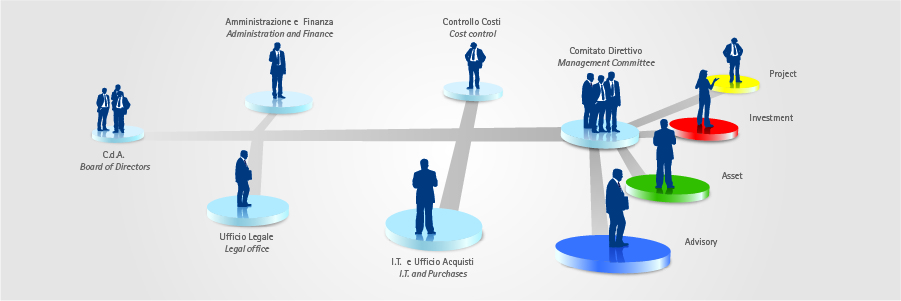 Amministrazione e Finanza
Administration and Finance
Controllo Costi
Cost control
Comitato Direttivo
Management Committee
Project
Investment
C.d.A.
Board of Directors
Asset
Ufficio Legale
Legal office
I.T. e Ufficio Acquisti
I.T. and Purchases
Advisory